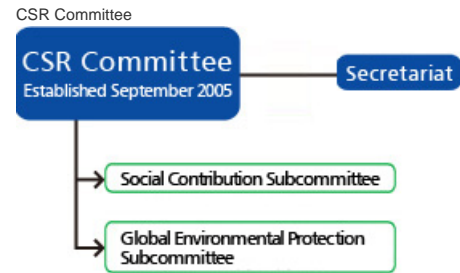 CSR Committee
CSR Committee
Established September 2005
Secretariat
Social Contribution Subcommittee
Global Environmental Protection
Subcommittee